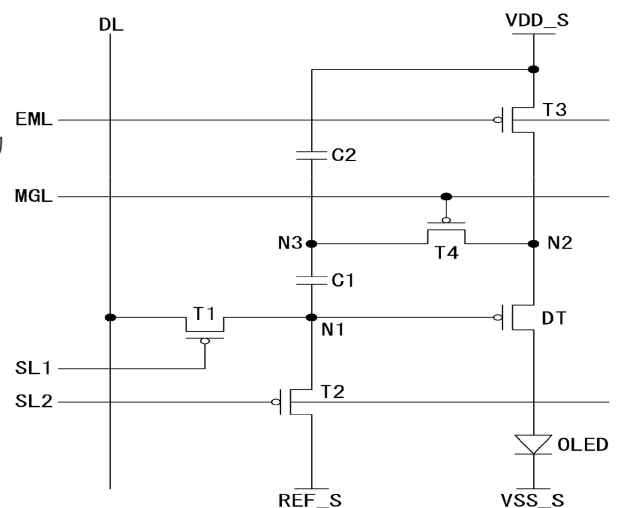 DL
VDD_S
EML
T3
C2
MGL
N3
T4
N2
C1
T1
N1
DT
SL1
SL2
T2
OLED
REF_S
VSS_S